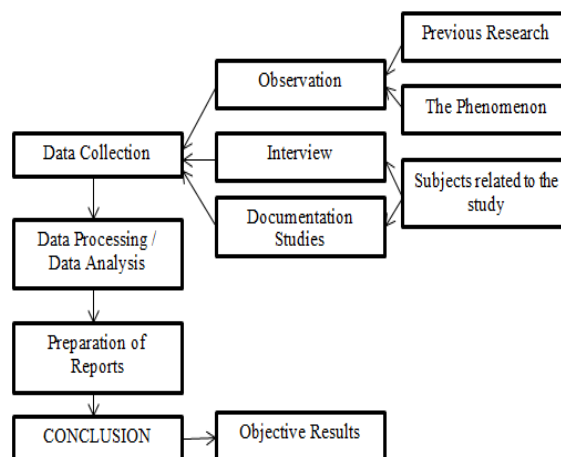 Previous Research
Observation
The Phenomenon
Data Collection
Interview
Subjects related to the
study
Documentation
Studies
Data Processing /
Data Analysis
Preparation of
Reports
CONCLUSION
Objective Results